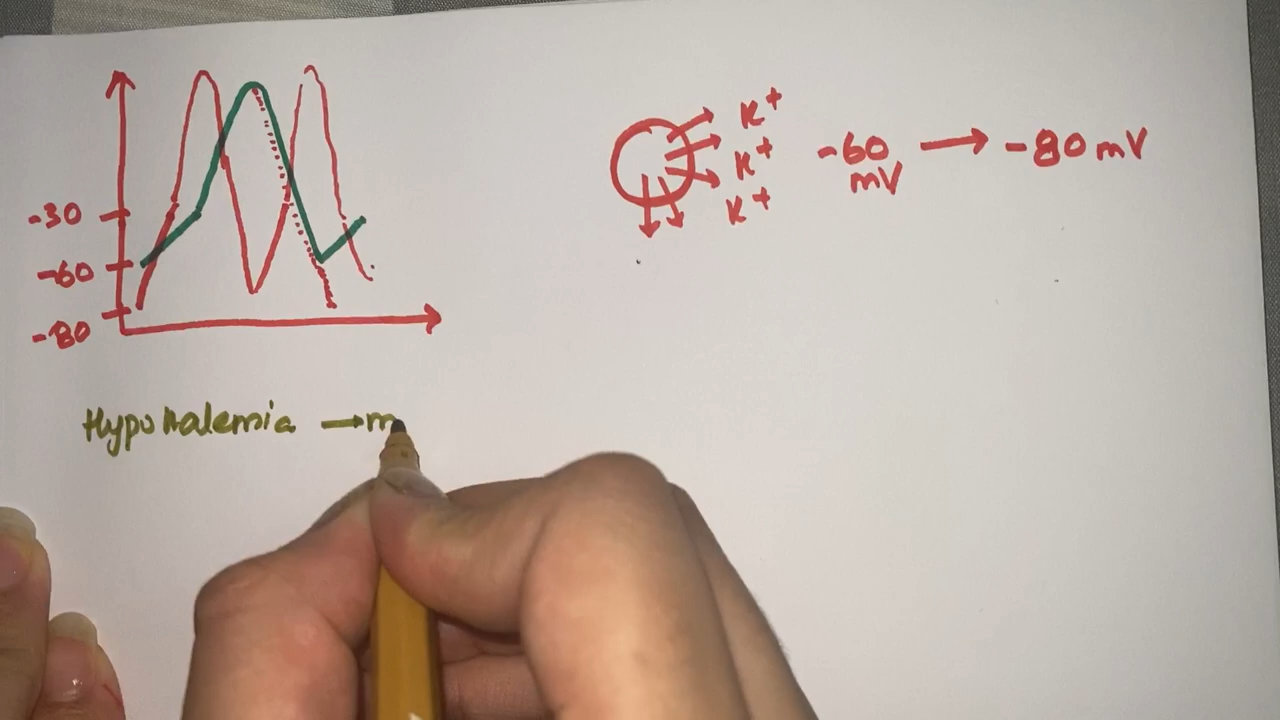 -30
-60
-80
K+
K+
K+
-60 mV → -80 mV
Hypokalemia → m